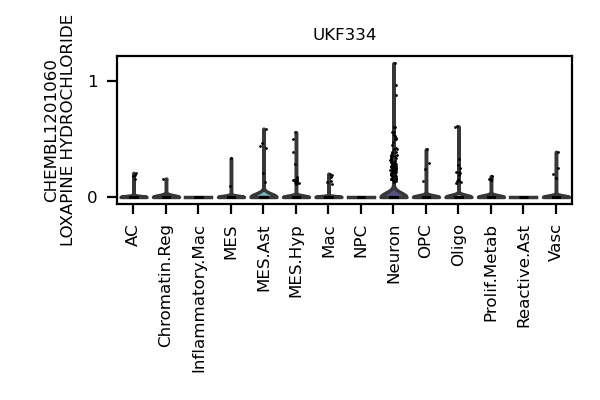 UKF334
CHEMBL1201060
LOXAPINE HYDROCHLORIDE
1
0
AC
Chromatin.Reg
Inflammatory.Mac
MES
MES.Ast
MES.Hyp
Mac
NPC
Neuron
OPC
Oligo
Prolif.Metab
Reactive.Ast
Vasc